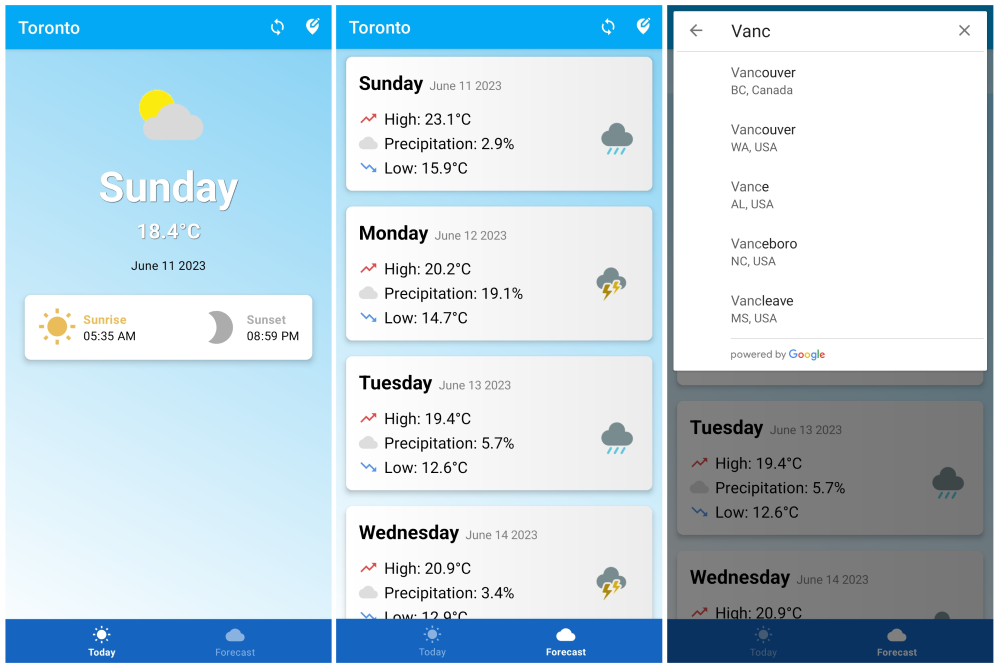 Toronto
Sunday
18.4°C
June 11 2023
Sunrise
05:35 AM
Sunset
08:59 PM
Today
Forecast
Toronto
Sunday June 11 2023
High: 23.1°C
Precipitation: 2.9%
Low: 15.9°C
Monday June 12 2023
High: 20.2°C
Precipitation: 19.1%
Low: 14.7°C
Tuesday June 13 2023
High: 19.4°C
Precipitation: 5.7%
Low: 12.6°C
Wednesday June 14 2023
High: 20.9°C
Precipitation: 3.4%
Low: 12.9°C
Today
Forecast
Vanc
Vancouver
BC, Canada
Vancouver
WA, USA
Vance
AL, USA
Vanceboro
NC, USA
Vancleave
MS, USA
powered by Google
Tuesday June 13 2023
High: 19.4°C
Precipitation: 5.7%
Low: 12.6°C
Wednesday June 14 2023
High: 20.9°C
Today
Forecast